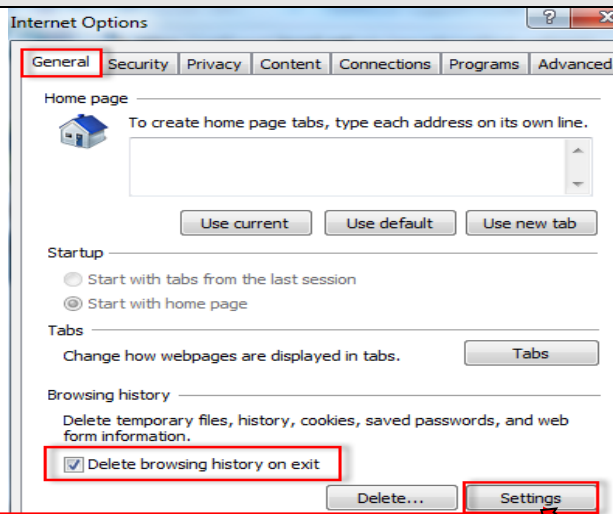 Internet Options
?
General Security Privacy Content Connections Programs Advanced
Home page
To create home page tabs, type each address on its own line.
Use current Use default Use new tab
Startup
Start with tabs from the last session
Start with home page
Tabs
Change how webpages are displayed in tabs. Tabs
Browsing history
Delete temporary files, history, cookies, saved passwords, and web
form information.
Delete browsing history on exit
Delete... Settings